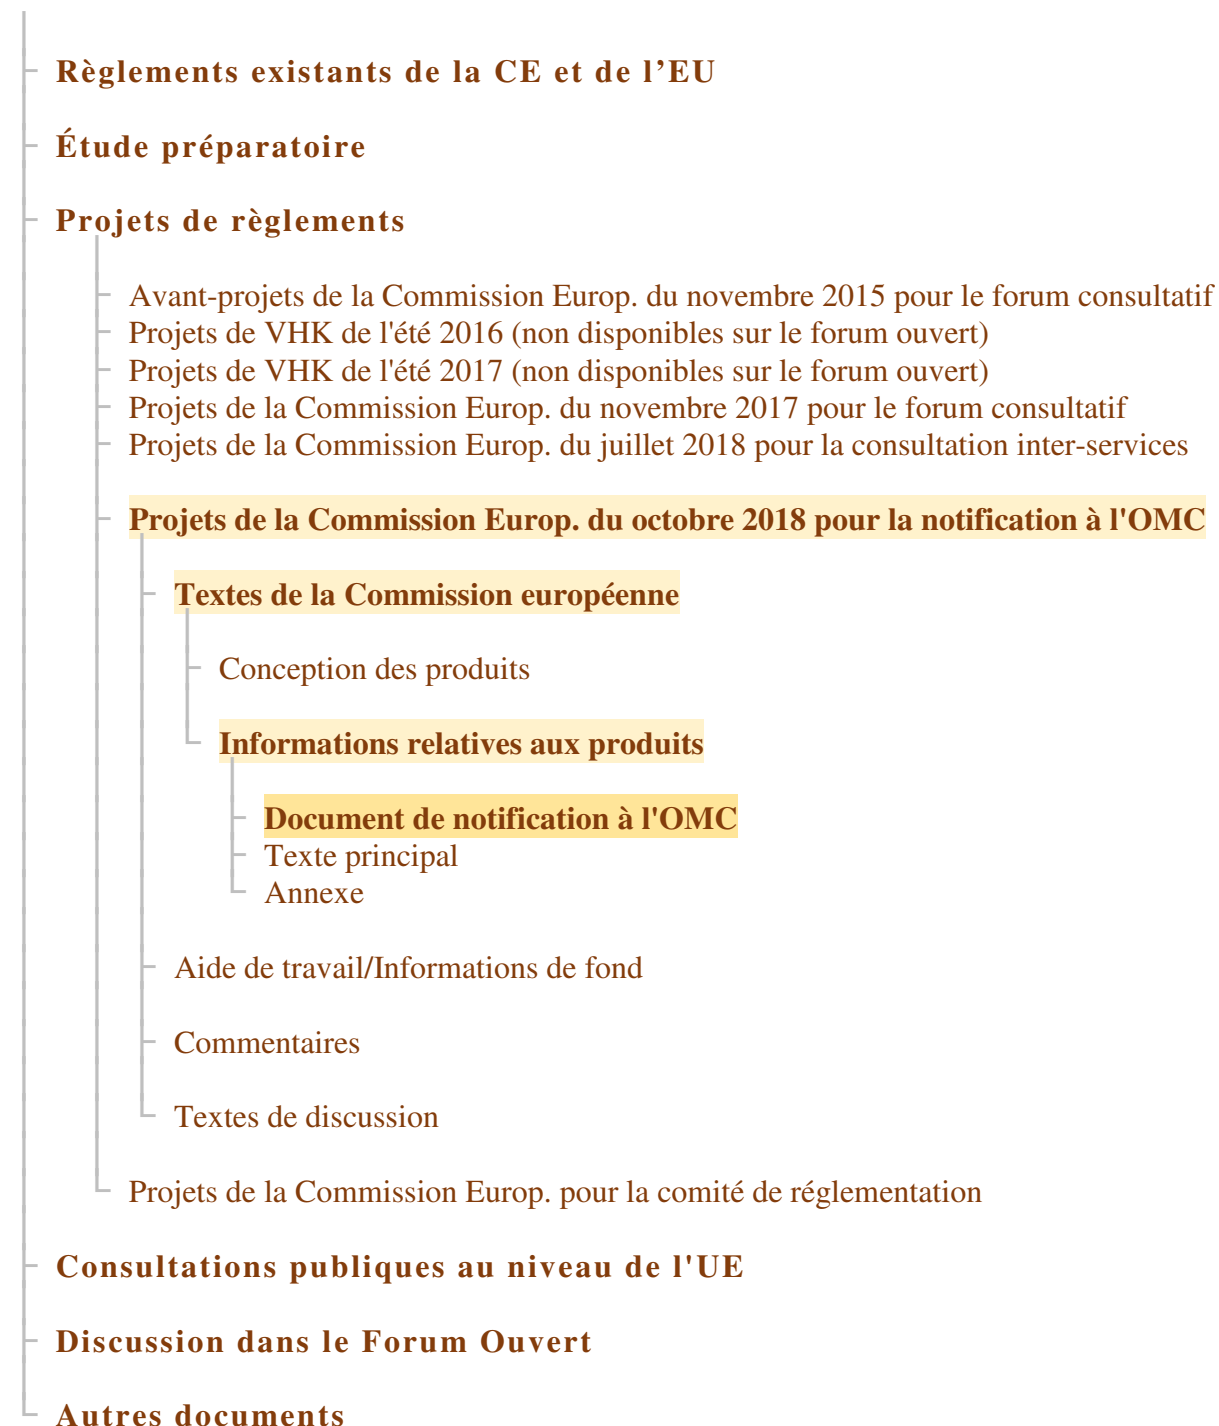 Règlements existants de la CE et de l’EU
Étude préparatoire
Projets de règlements
Avant-projets de la Commission Europ. du novembre 2015 pour le forum consultatif
Projets de VHK de l'été 2016 (non disponibles sur le forum ouvert)
Projets de VHK de l'été 2017 (non disponibles sur le forum ouvert)
Projets de la Commission Europ. du novembre 2017 pour le forum consultatif
Projets de la Commission Europ. du juillet 2018 pour la consultation inter-services
Projets de la Commission Europ. du octobre 2018 pour la notification à l'OMC
Textes de la Commission européenne
Conception des produits
Informations relatives aux produits
Document de notification à l'OMC
Texte principal
Annexe
Aide de travail/Informations de fond
Commentaires
Textes de discussion
Projets de la Commission Europ. pour la comité de réglementation
Consultations publiques au niveau de l'UE
Discussion dans le Forum Ouvert
Autres documents